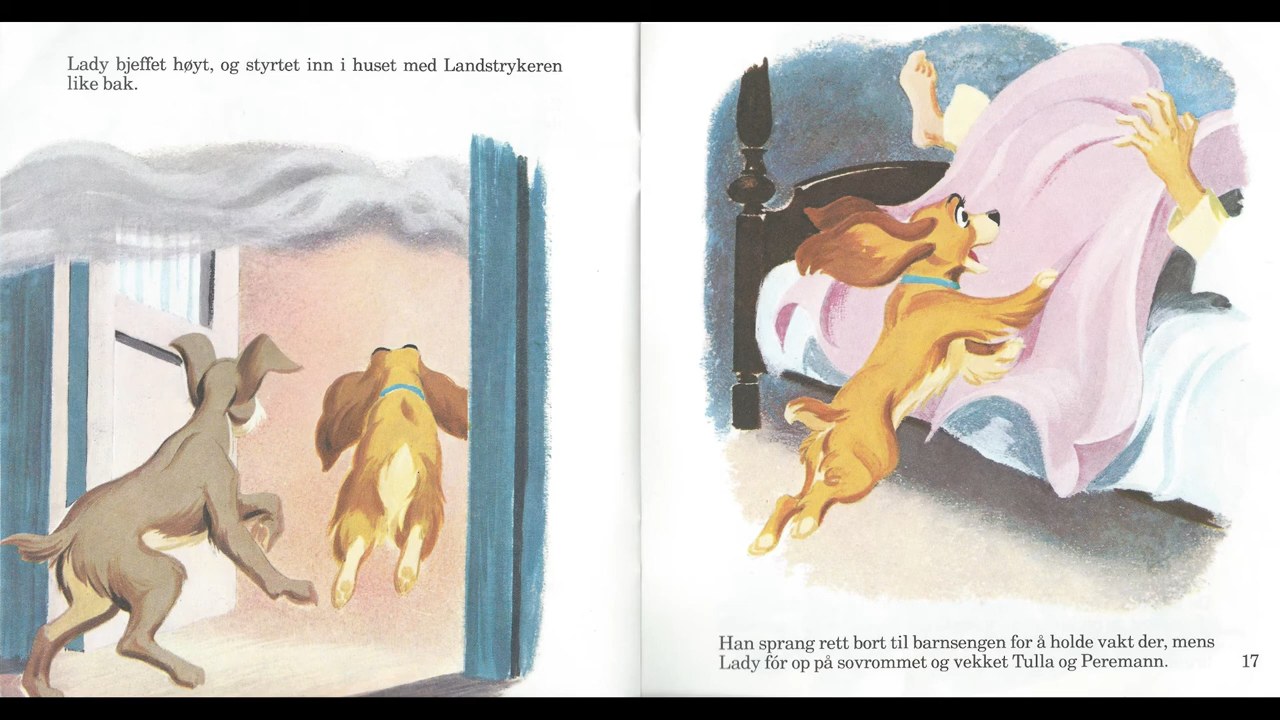 Lady bjeffet høyt, og styrtet inn i huset med Landstrykeren
like bak.
Han sprang rett bort til barnsengen for å holde vakt der, mens
Lady fór op på sovrommet og vekket Tulla og Peremann.
17